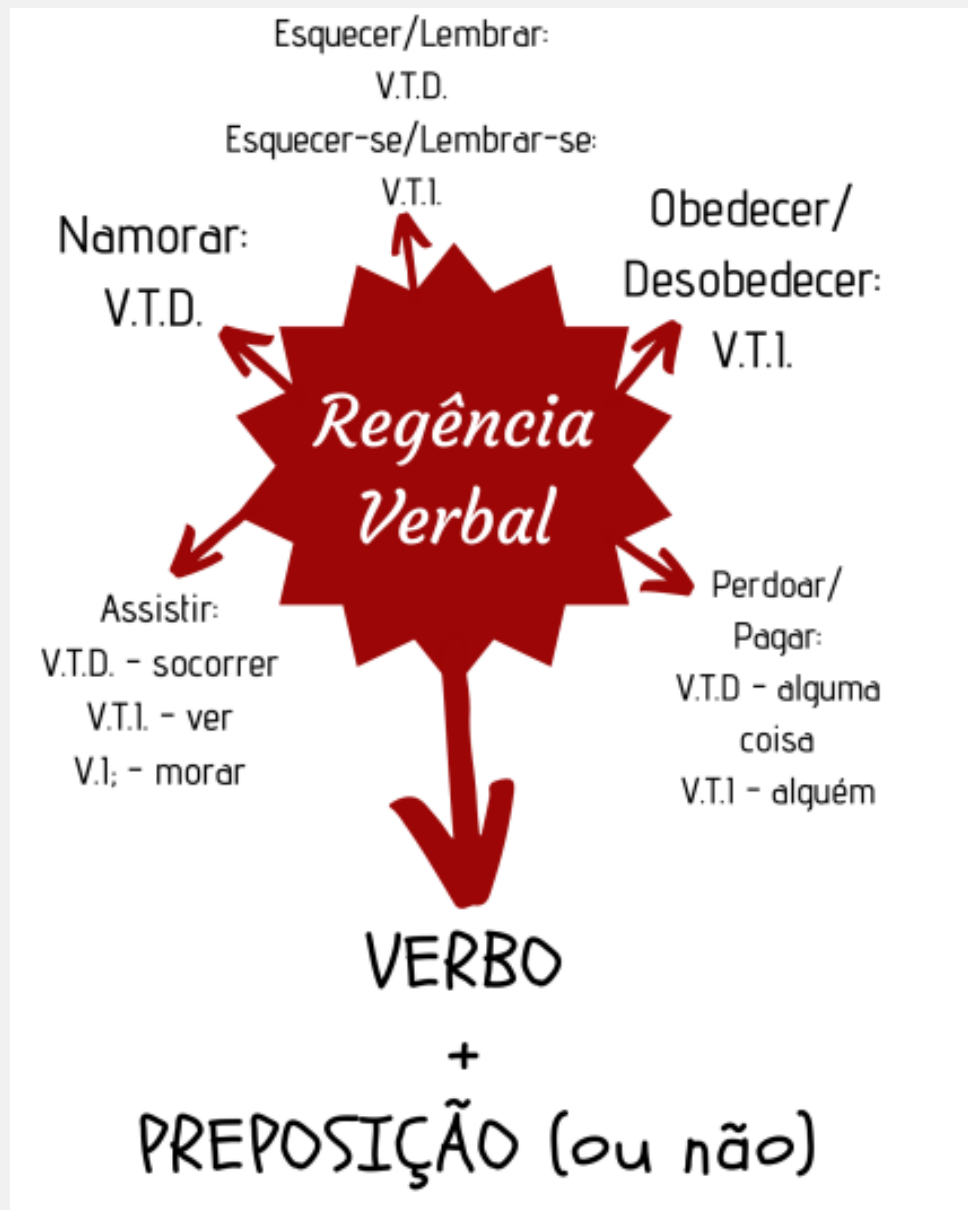 Esquecer/Lembrar:
V.T.D.
Esquecer-se/Lembrar-se:
V.T.I.
Namorar:
V.T.D.
Obedecer/
Desobedecer:
V.T.I.
Regência
Verbal
Assistir:
V.T.D. - socorrer
V.T.I. - ver
V.I; - morar
Perdoar/
Pagar:
V.T.D - alguma
coisa
V.T.I - alguém
VERBO
+
PREPOSIÇÃO (ou não)